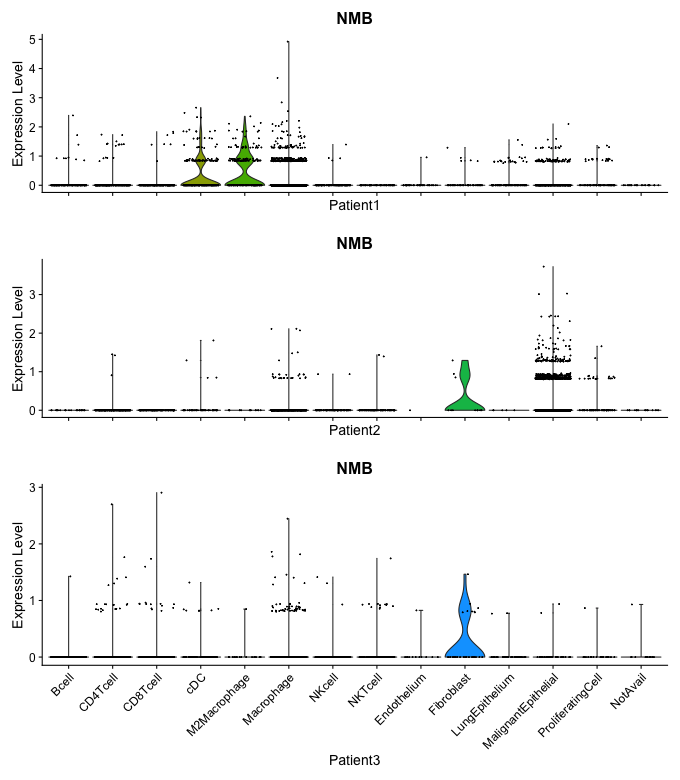 NMB
Expression Level
5
4
3
2
1
0
Patient1
NMB
Expression Level
3
2
1
0
Patient2
NMB
Expression Level
3
2
1
0
Bcell
CD4Tcell
CD8Tcell
cDC
M2Macrophage
Macrophage
NKcell
NKTcell
Endothelium
Fibroblast
LungEpithelium
MalignantEpithelial
ProliferatingCell
NotAvail
Patient3